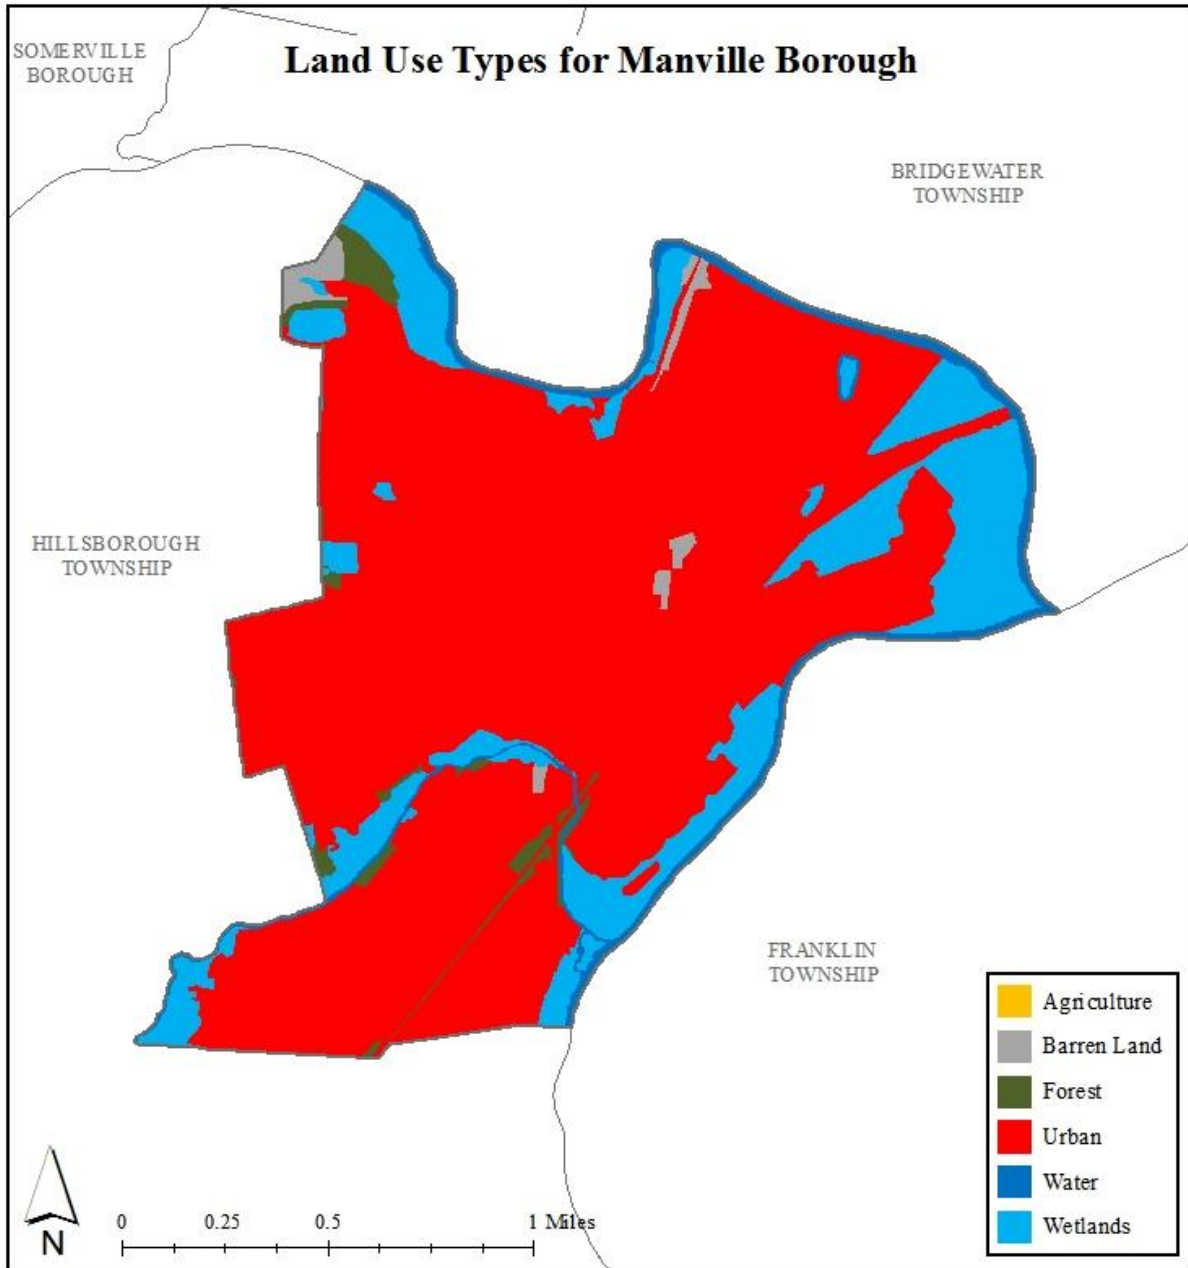 Land Use Types for Manville Borough
SOMERVILLE
BOROUGH
BRIDGEWATER
TOWNSHIP
HILLSBOROUGH
TOWNSHIP
FRANKLIN
TOWNSHIP
Agriculture
Barren Land
Forest
Urban
Water
Wetlands
N
0 0.25 0.5 1 Miles